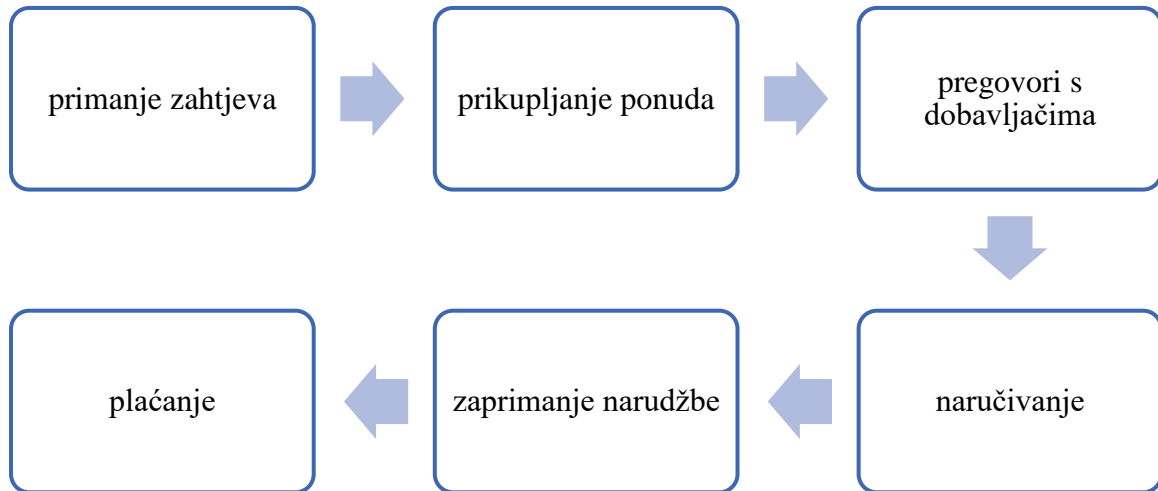 primanje zahtjeva
prikupljanje ponuda
pregovori s
dobavljačima
naručivanje
zaprimanje narudžbe
plaćanje